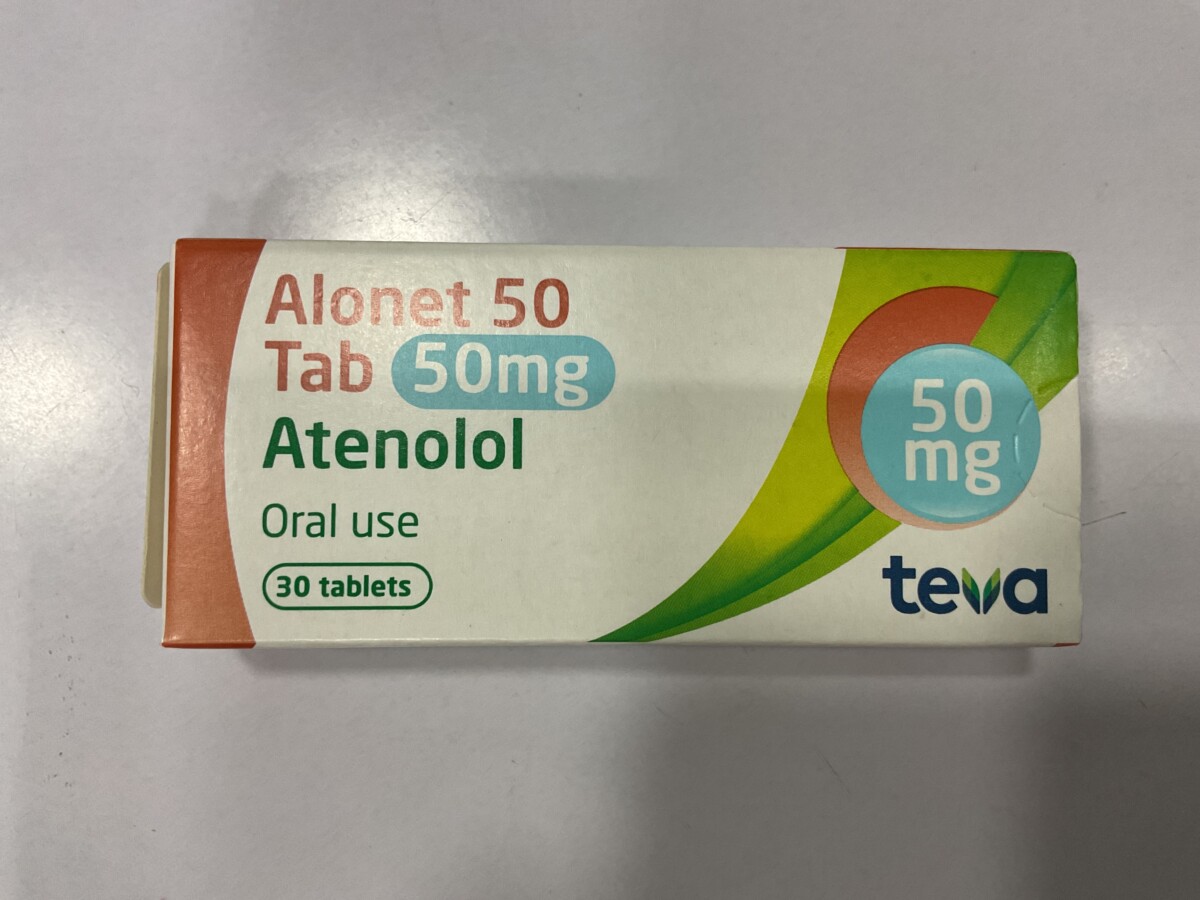 Alonet 50
Tab 50mg
Atenolol
Oral use
30 tablets
50
mg
teva